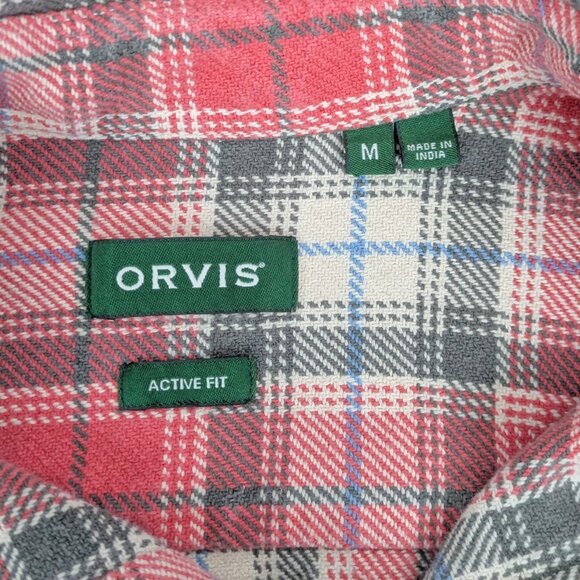 M
MADE IN
INDIA
ORVIS®
ACTIVE FIT